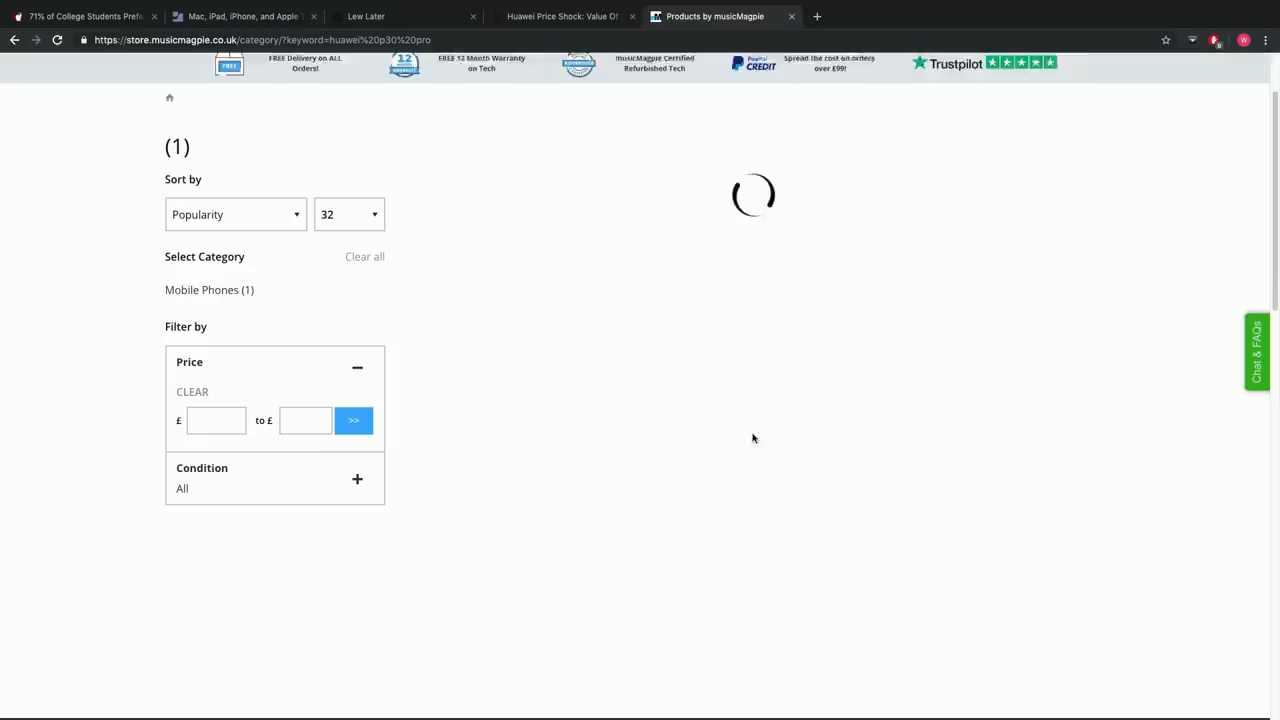 71% of College Students Prefe
Mac, iPad, iPhone, and Apple
Lew Later
Huawei Price Shock: Value Of
Products by musicMagpie
https://store.musicmagpie.co.uk/category/?keyword=huawei%20p30%20pro
W
FREE
FREE Delivery on ALL
Orders!
12
FREE 12 Month Warranty
on Tech
musicMagpie Certified
Refurbished Tech
PayPal
CREDIT
Spread the cost on orders
over £99!
Trustpilot
(1)
Sort by
Popularity
32
Select Category
Clear all
Mobile Phones (1)
Filter by
Price
CLEAR
£
to £
>>
Condition
All
Chat & FAQs